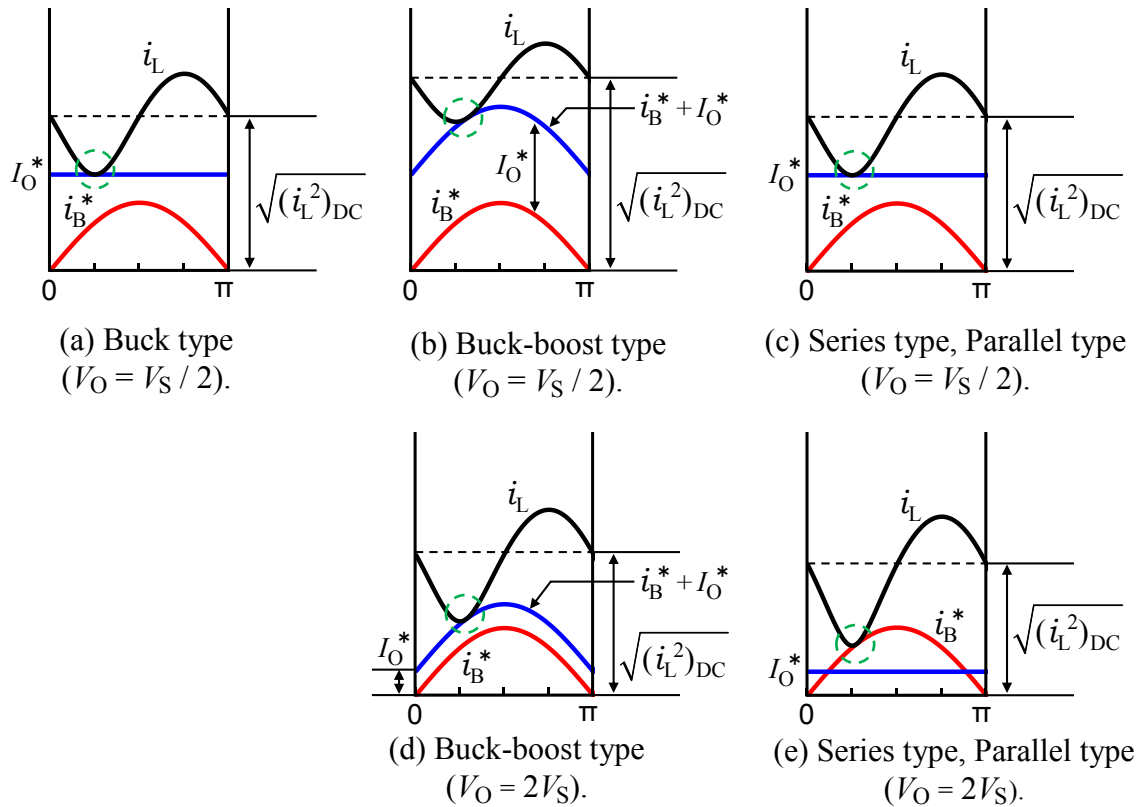 i_L
I_O*
i_B*
√(i_L²)_DC
0
π
(a) Buck type
(V_O = V_S / 2).
i_L
i_B* + I_O*
I_O*
i_B*
√(i_L²)_DC
0
π
(b) Buck-boost type
(V_O = V_S / 2).
i_L
I_O*
i_B*
√(i_L²)_DC
0
π
(c) Series type, Parallel type
(V_O = V_S / 2).
i_L
i_B* + I_O*
I_O*
i_B*
√(i_L²)_DC
0
π
(d) Buck-boost type
(V_O = 2V_S).
i_L
i_B*
I_O*
√(i_L²)_DC
0
π
(e) Series type, Parallel type
(V_O = 2V_S).